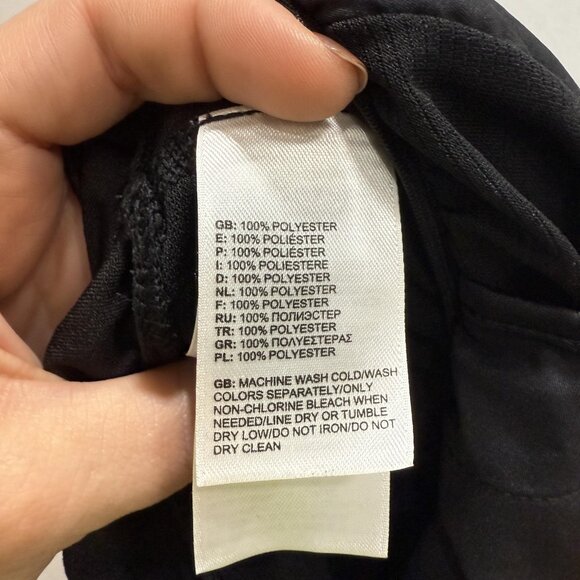 GB: 100% POLYESTER
E: 100% POLIÉSTER
P: 100% POLIÉSTER
I: 100% POLIESTERE
D: 100% POLYESTER
NL: 100% POLYESTER
F: 100% POLYESTER
RU: 100% ПОЛИЭСТЕР
TR: 100% POLYESTER
GR: 100% ΠΟΛΥΕΣΤΕΡΑΣ
PL: 100% POLYESTER
GB: MACHINE WASH COLD/WASH
COLORS SEPARATELY/ONLY
NON-CHLORINE BLEACH WHEN
NEEDED/LINE DRY OR TUMBLE
DRY LOW/DO NOT IRON/DO NOT
DRY CLEAN